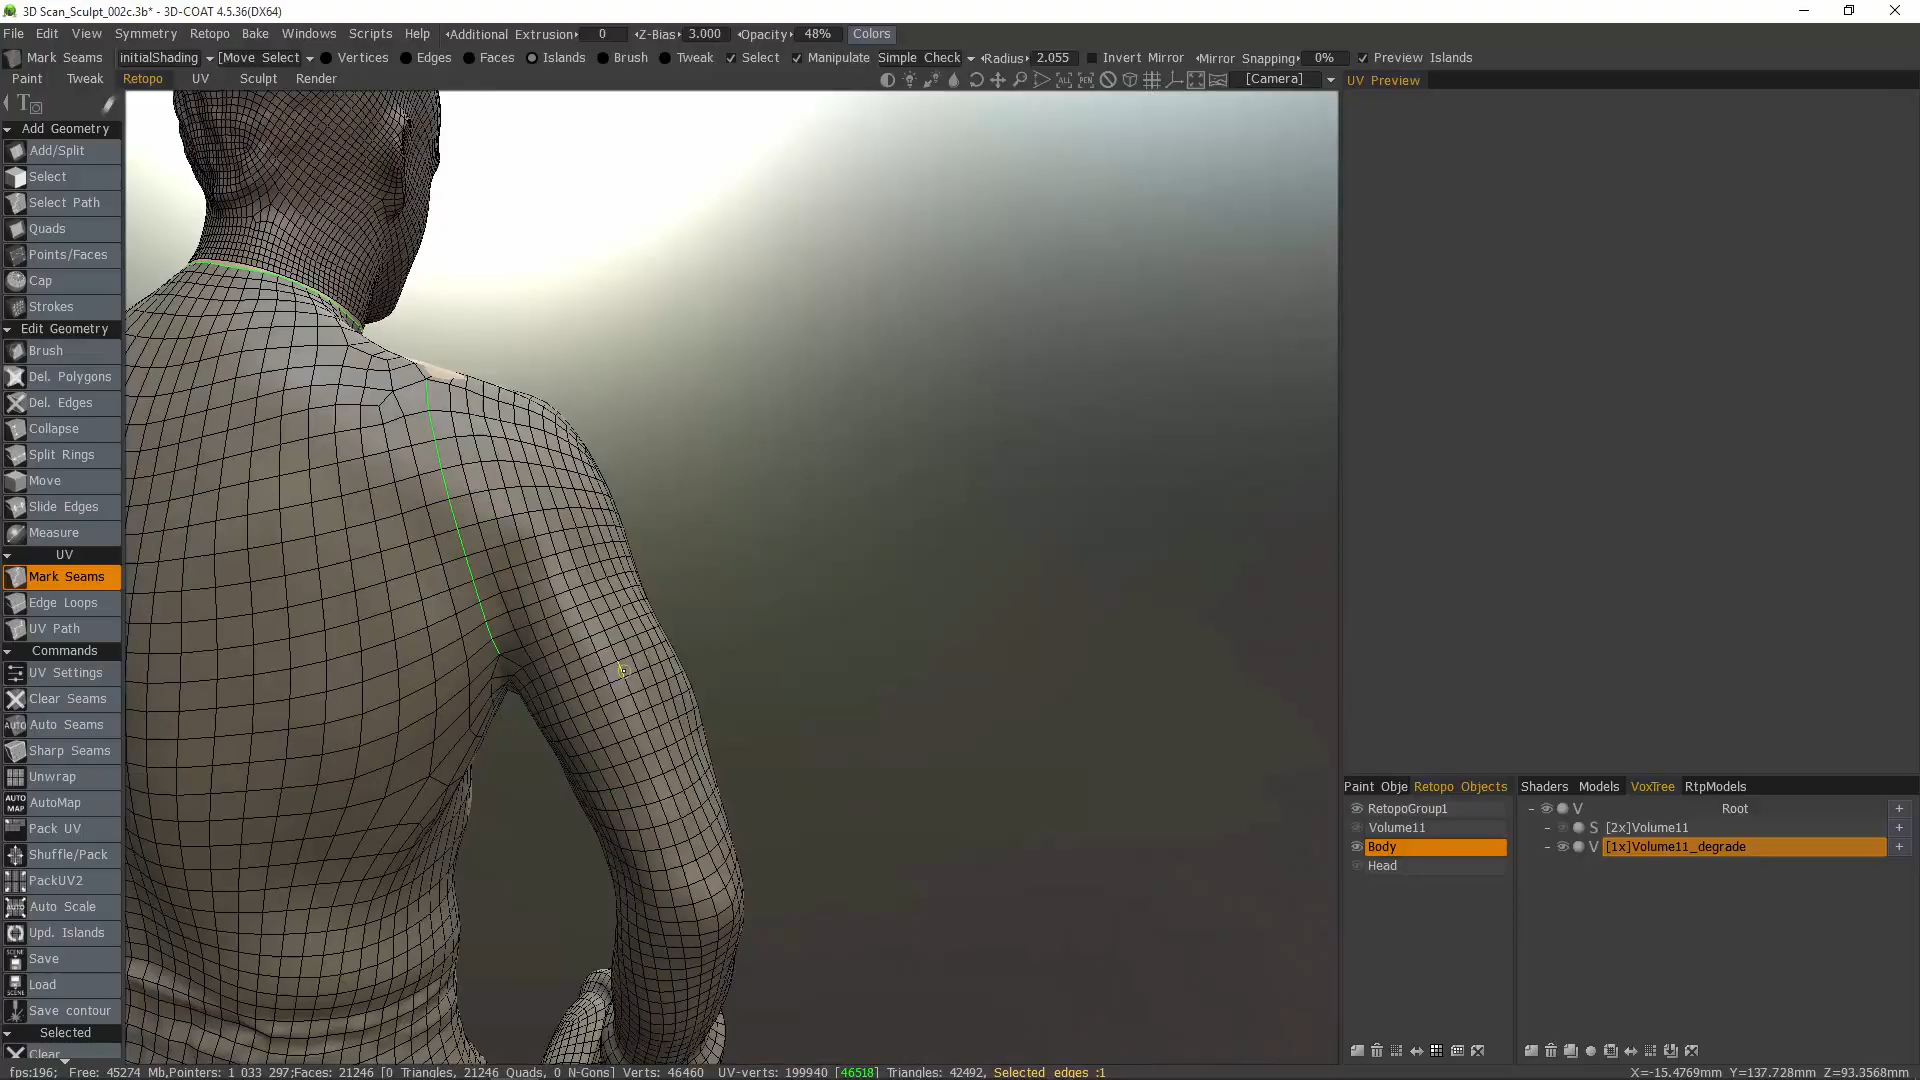 3D Scan_Sculpt_002c.3b* - 3D-COAT 4.5.36(DX64)
File Edit View Symmetry Retopo Bake Windows Scripts Help Additional Extrusion 0 Z-Bias 3.000 Opacity 48% Colors
Mark Seams initialShading [Move Select Vertices Edges Faces Islands Brush Tweak Select Manipulate Simple Check Radius 2.055 Invert Mirror Mirror Snapping 0% Preview Islands
Paint Tweak Retopo UV Sculpt Render [Camera] UV Preview
Add Geometry
Add/Split
Select
Select Path
Quads
Points/Faces
Cap
Strokes
Edit Geometry
Brush
Del. Polygons
Del. Edges
Collapse
Split Rings
Move
Slide Edges
Measure
UV
Mark Seams
Edge Loops
UV Path
Commands
UV Settings
Clear Seams
AUTO Auto Seams
Sharp Seams
Unwrap
AUTO MAP AutoMap
Pack UV
Shuffle/Pack
PackUV2
Auto Scale
Upd. Islands
Save
Load
Save contour
Selected
Clear
Paint Obje Retopo Objects Shaders Models VoxTree RtpModels
RetopoGroup1
Volume11
Body
Head
V Root +
S [2x]Volume11 +
V [1x]Volume11_degrade +
fps:196; Free: 45274 Mb,Pointers: 1 033 297;Faces: 21246 [0 Triangles, 21246 Quads, 0 N-Gons] Verts: 46460 UV-verts: 199940 [46518] Triangles: 42492, Selected edges :1 X=-15.4769mm Y=137.728mm Z=93.3568mm